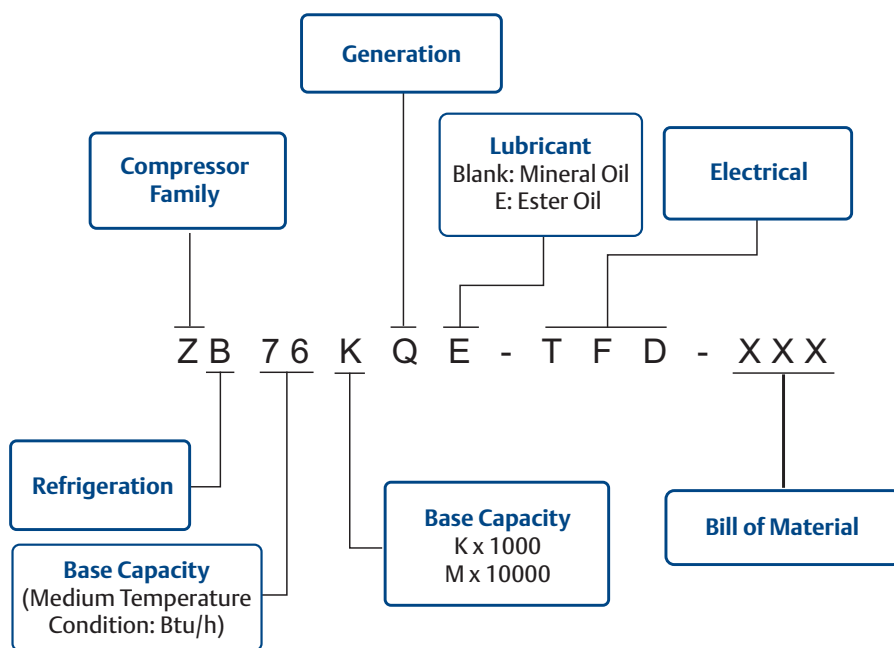 Generation
Compressor
Family
Lubricant
Blank: Mineral Oil
E: Ester Oil
Electrical
Z B 7 6 K Q E - T F D - X X X
Refrigeration
Base Capacity
(Medium Temperature
Condition: Btu/h)
Base Capacity
K x 1000
M x 10000
Bill of Material